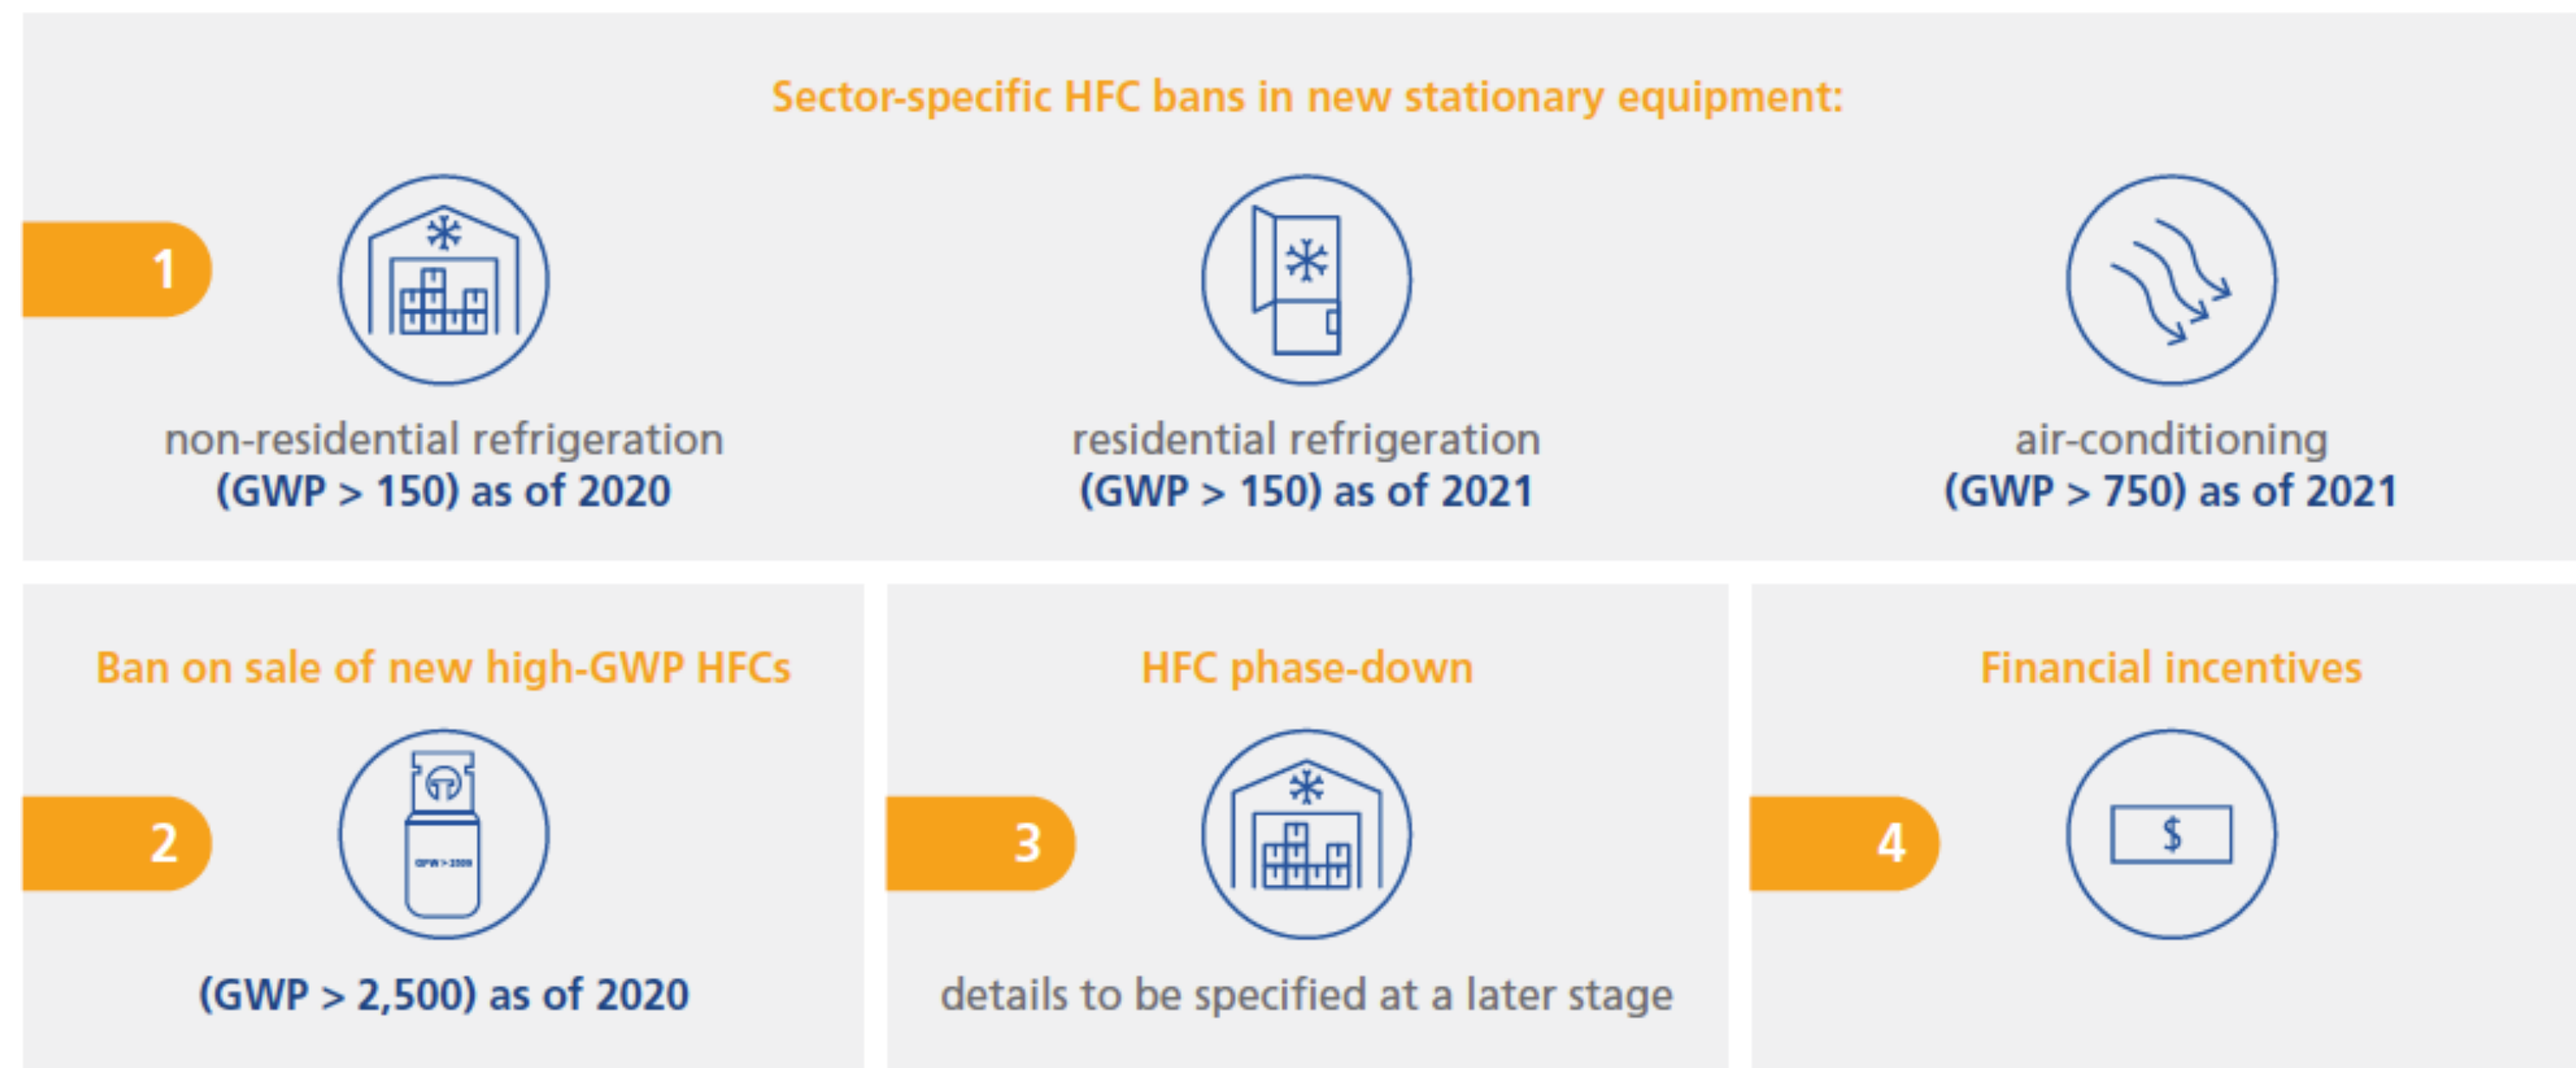 Sector-specific HFC bans in new stationary equipment:
1
non-residential refrigeration
(GWP > 150) as of 2020
residential refrigeration
(GWP > 150) as of 2021
air-conditioning
(GWP > 750) as of 2021
Ban on sale of new high-GWP HFCs
2
(GWP > 2,500) as of 2020
HFC phase-down
3
details to be specified at a later stage
Financial incentives
4
$